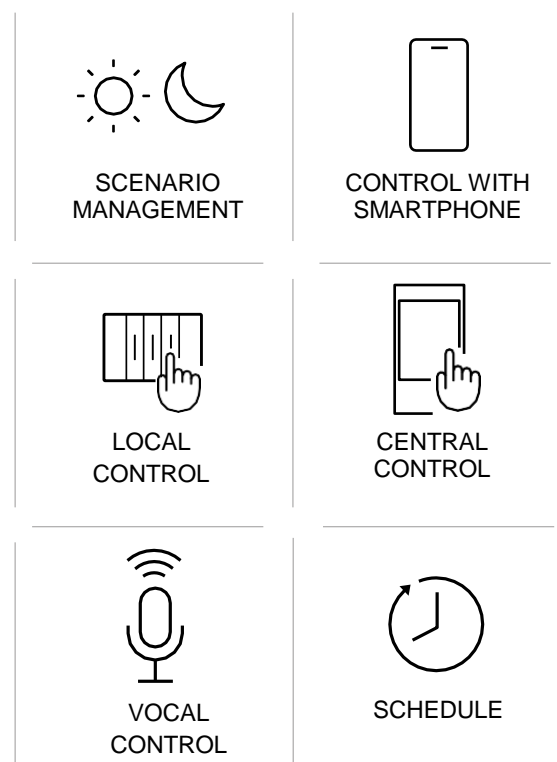 SCENARIO
MANAGEMENT
CONTROL WITH
SMARTPHONE
LOCAL
CONTROL
CENTRAL
CONTROL
VOCAL
CONTROL
SCHEDULE